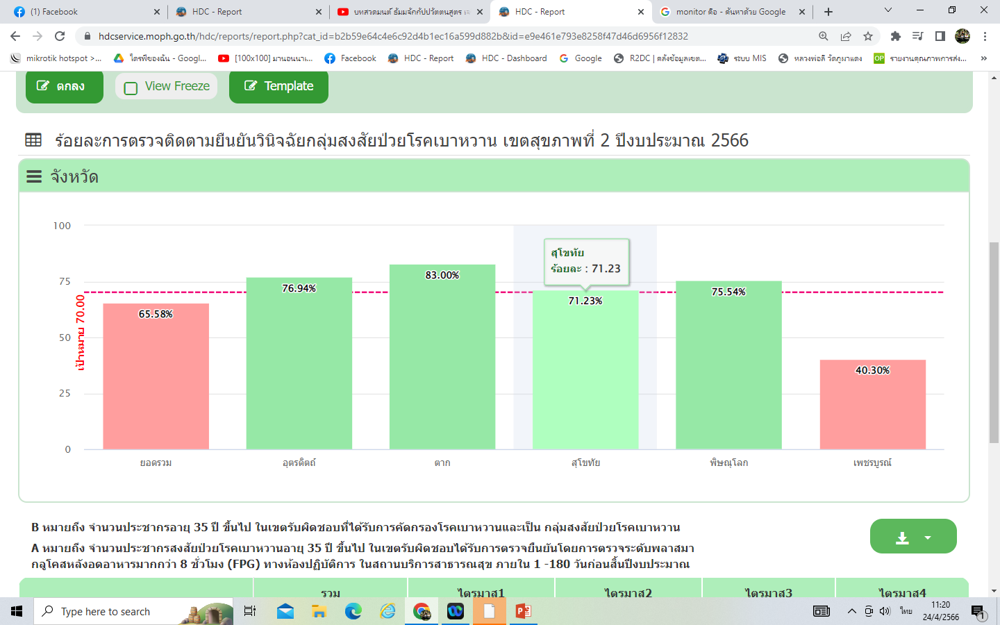 (1) Facebook
HDC - Report
บทสวดมนต์ ธัมมจักกัปปวัตตนสูตร
HDC - Report
monitor คือ - ค้นหาด้วย Google
hdcservice.moph.go.th/hdc/reports/report.php?cat_id=b2b59e64c4e6c92d4b1ec16a599d882b&id=e9e461e793e8258f47d46d6956f12832
mikrotik hotspot >...
ไดรฟ์ของฉัน - Googl...
[100x100] มานอนนาเ...
Facebook
HDC - Report
HDC - Dashboard
Google
R2DC | คลังข้อมูลเขต...
ระบบ MIS
หลวงพ่อลี วัดภูผาแดง
OP รายงานคุณภาพการส่ง...
»
ตกลง
View Freeze
Template
ร้อยละการตรวจติดตามยืนยันวินิจฉัยกลุ่มสงสัยป่วยโรคเบาหวาน เขตสุขภาพที่ 2 ปีงบประมาณ 2566
จังหวัด
100
75
50
25
0
เป้าหมาย 70.00
65.58%
76.94%
83.00%
สุโขทัย
ร้อยละ : 71.23
71.23%
75.54%
40.30%
ยอดรวม
อุตรดิตถ์
ตาก
สุโขทัย
พิษณุโลก
เพชรบูรณ์
B หมายถึง จำนวนประชากรอายุ 35 ปี ขึ้นไป ในเขตรับผิดชอบที่ได้รับการคัดกรองโรคเบาหวานและเป็น กลุ่มสงสัยป่วยโรคเบาหวาน
A หมายถึง จำนวนประชากรสงสัยป่วยโรคเบาหวานอายุ 35 ปี ขึ้นไป ในเขตรับผิดชอบได้รับการตรวจยืนยันโดยการตรวจระดับพลาสมา
กลูโคสหลังอดอาหารมากกว่า 8 ชั่วโมง (FPG) ทางห้องปฏิบัติการ ในสถานบริการสาธารณสุข ภายใน 1 -180 วันก่อนสิ้นปีงบประมาณ
รวม
ไตรมาส1
ไตรมาส2
ไตรมาส3
ไตรมาส4
Type here to search
ไทย
11:20
24/4/2566
1